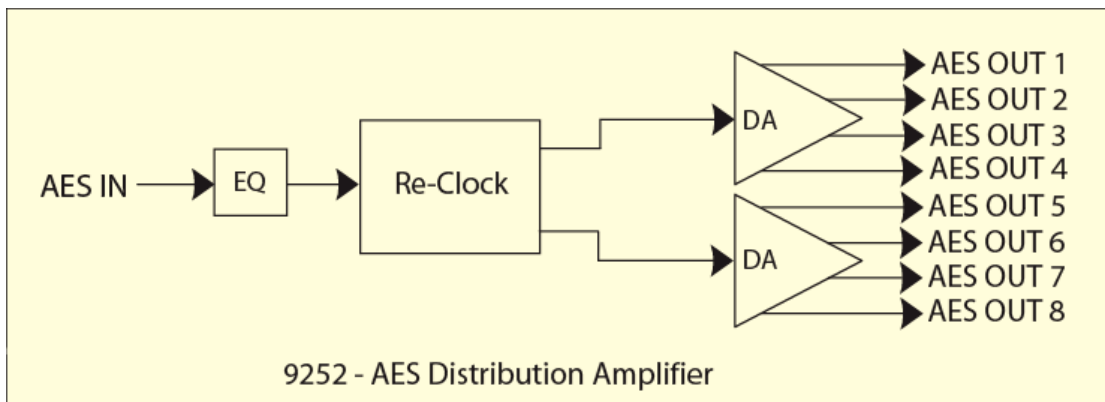 AES IN
EQ
Re-Clock
DA
AES OUT 1
AES OUT 2
AES OUT 3
AES OUT 4
DA
AES OUT 5
AES OUT 6
AES OUT 7
AES OUT 8
9252 - AES Distribution Amplifier